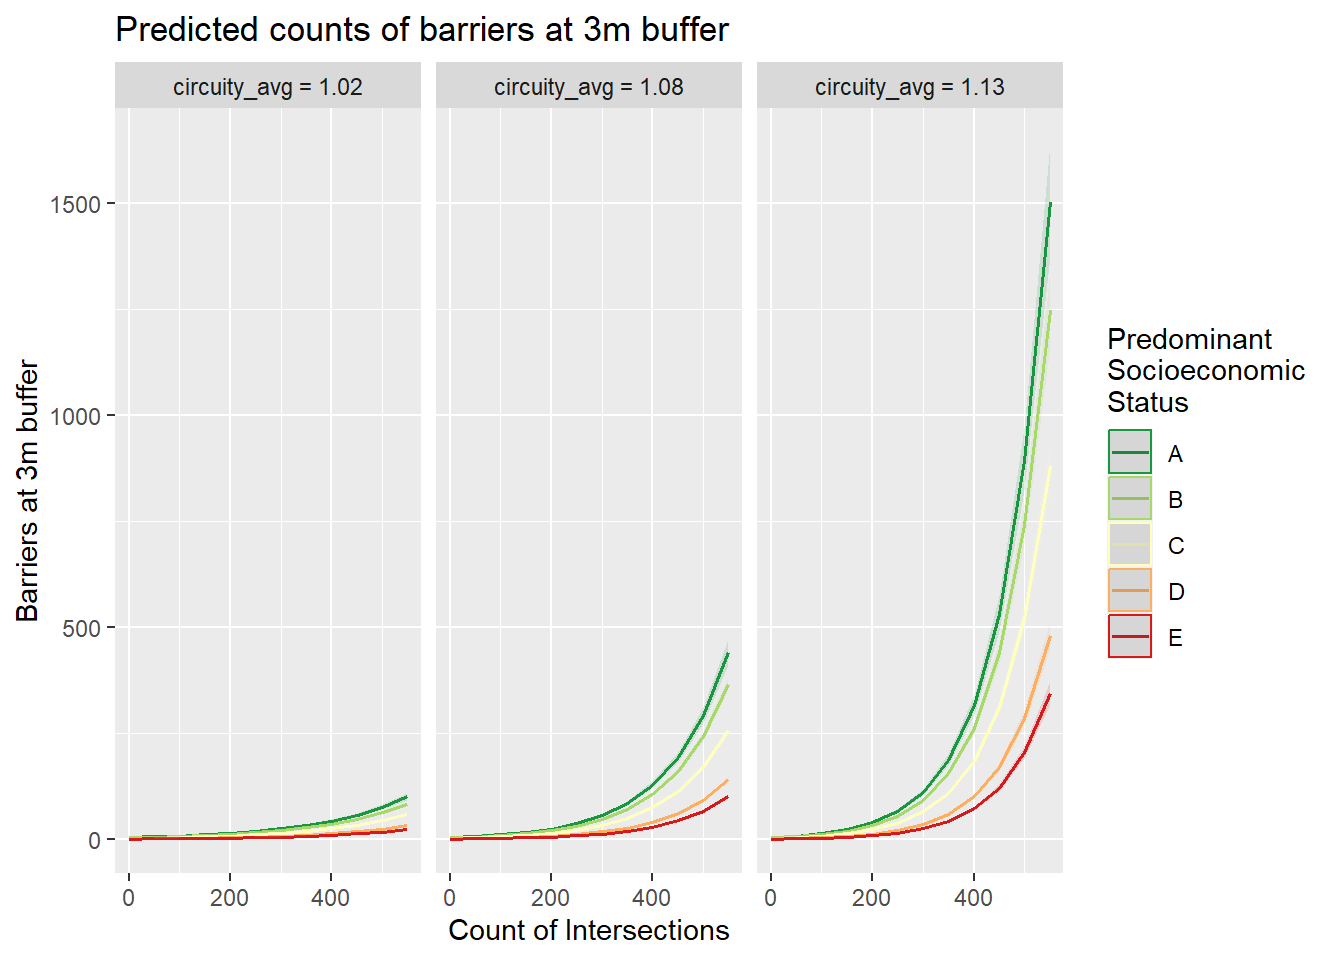 Predicted counts of barriers at 3m buffer
circuity_avg = 1.02
circuity_avg = 1.08
circuity_avg = 1.13
Barriers at 3m buffer
1500
1000
500
0
0 200 400
0 200 400
0 200 400
Count of Intersections
Predominant
Socioeconomic
Status
A
B
C
D
E